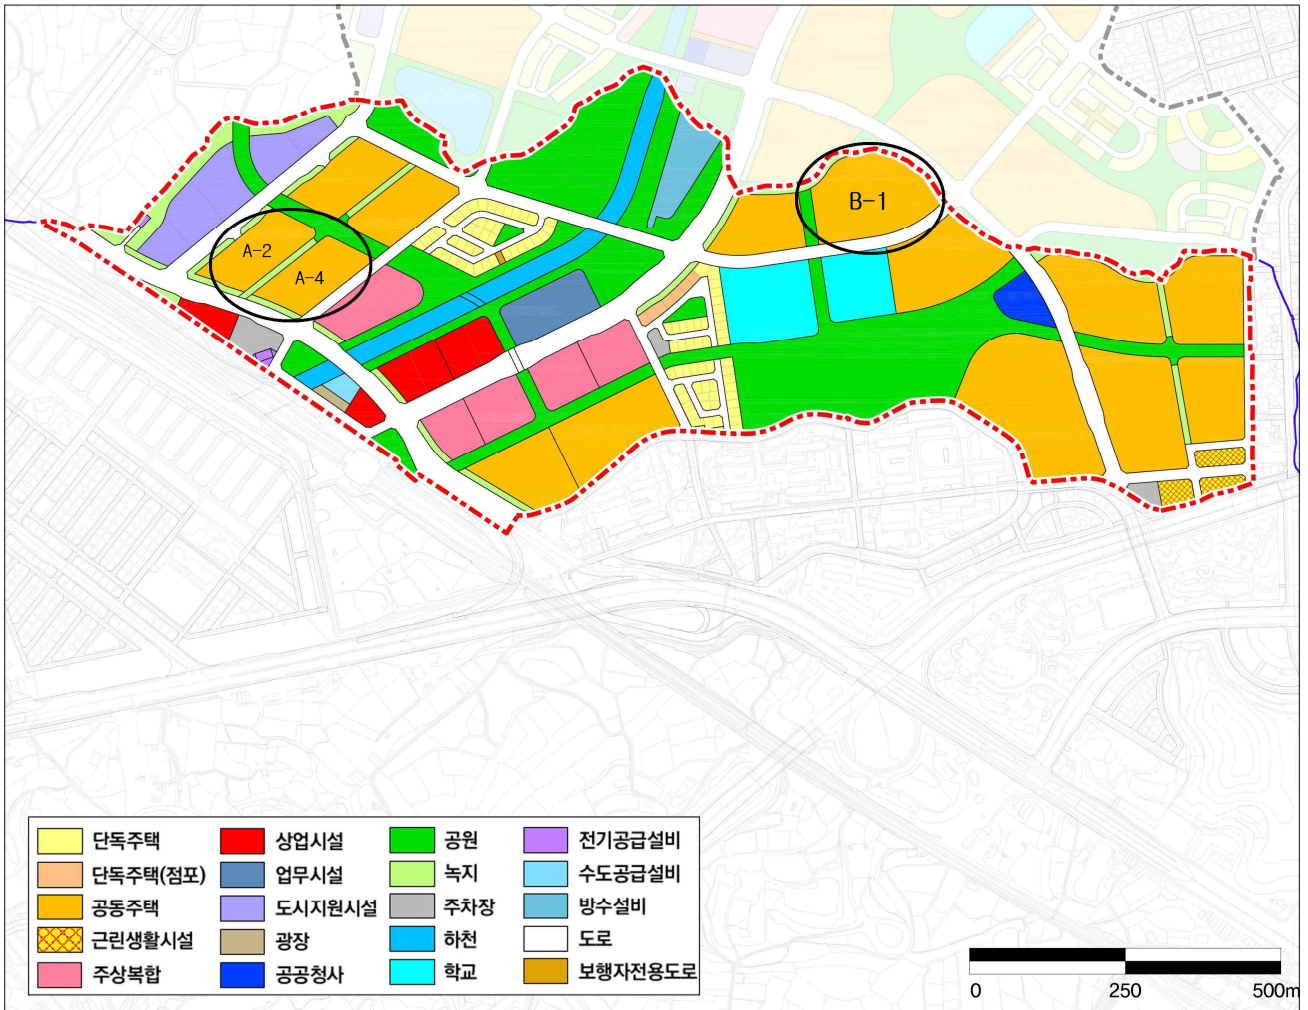 B-1
A-2
A-4
단독주택 상업시설 공원 전기공급설비
단독주택(점포) 업무시설 녹지 수도공급설비
공동주택 도시지원시설 주차장 방수설비
근린생활시설 광장 하천 도로
주상복합 공공청사 학교 보행자전용도로
0 250 500m